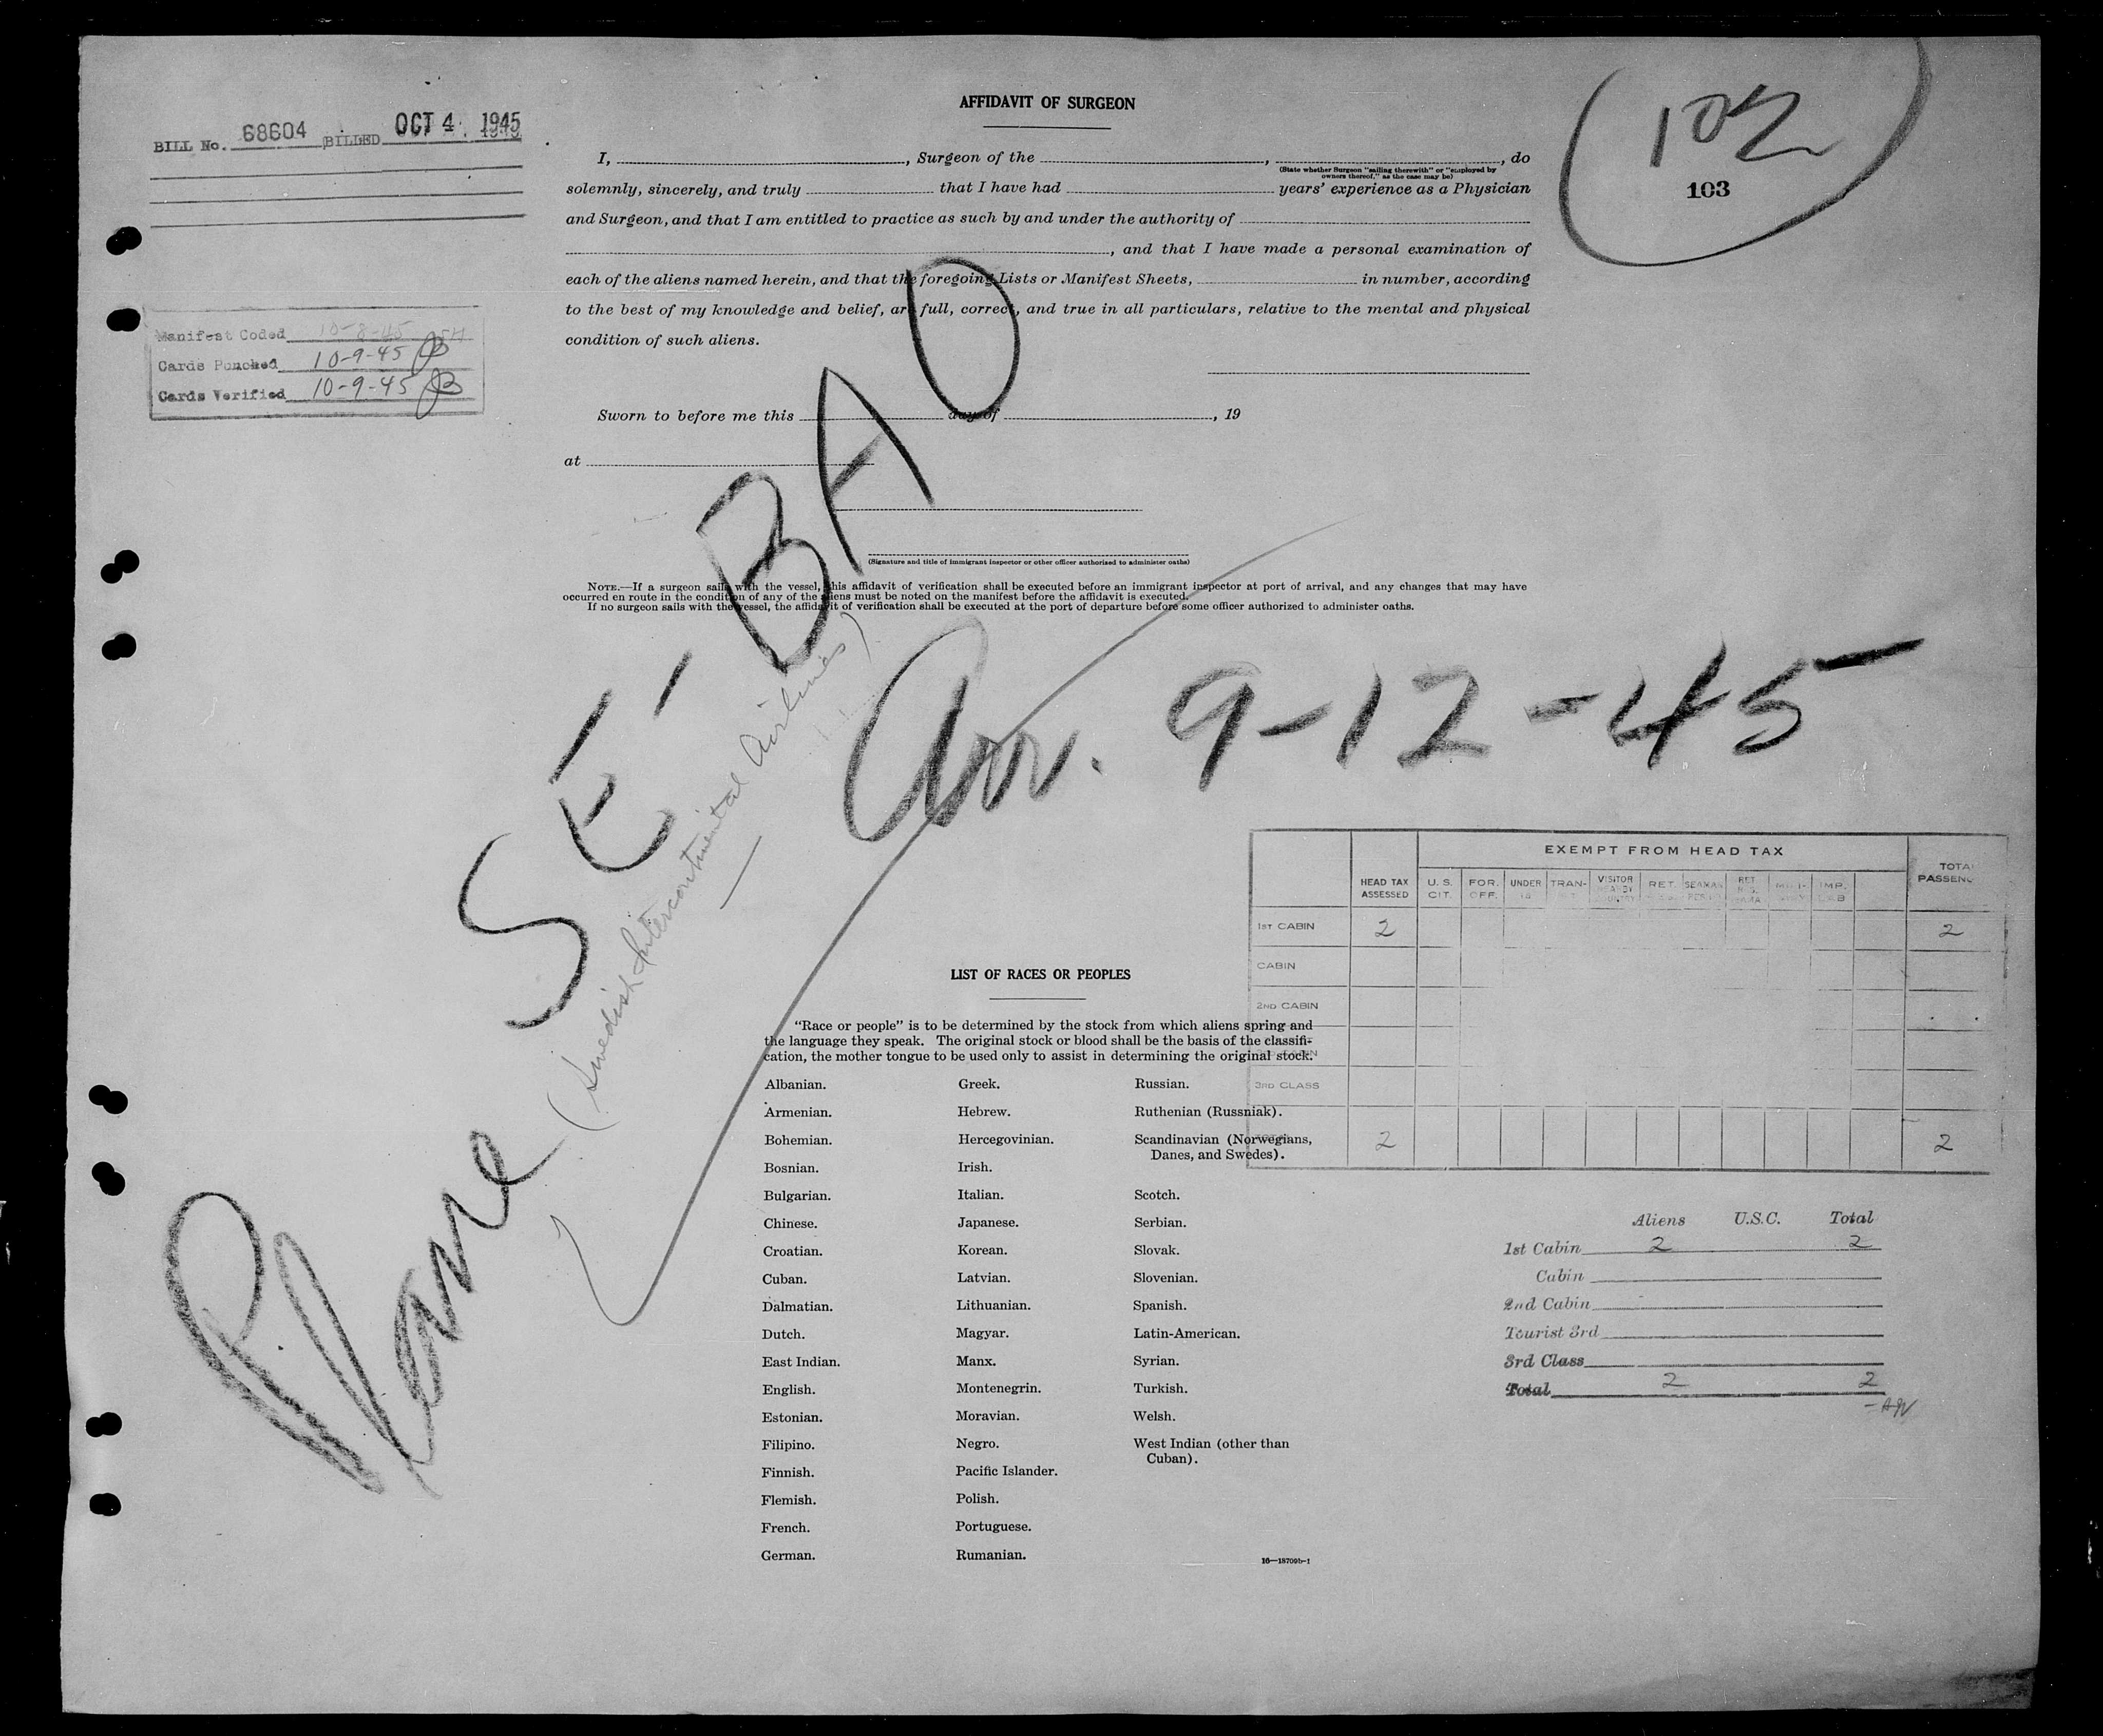 AFFIDAVIT OF SURGEON
BILL No. 68604 BILLED OCT 4 1945
102
103
I, , Surgeon of the , , do
(State whether Surgeon "sailing therewith" or "employed by
owners thereof," as the case may be)
solemnly, sincerely, and truly that I have had years' experience as a Physician
and Surgeon, and that I am entitled to practice as such by and under the authority of
, and that I have made a personal examination of
each of the aliens named herein, and that the foregoing Lists or Manifest Sheets, in number, according
to the best of my knowledge and belief, are full, correct, and true in all particulars, relative to the mental and physical
condition of such aliens.
Manifest Coded 10-8-45
Cards Punched 10-9-45
Cards Verified 10-9-45
Sworn to before me this day of , 19
at
(Signature and title of immigrant inspector or other officer authorized to administer oaths)
NOTE.—If a surgeon sails with the vessel, this affidavit of verification shall be executed before an immigrant inspector at port of arrival, and any changes that may have
occurred en route in the condition of any of the aliens must be noted on the manifest before the affidavit is executed.
If no surgeon sails with the vessel, the affidavit of verification shall be executed at the port of departure before some officer authorized to administer oaths.
Plane SE-BAO
(Swedish Intercontinental Airlines)
Arr. 9-12-45
EXEMPT FROM HEAD TAX
HEAD TAX ASSESSED U. S. CIT. FOR. OFF. UNDER 16 TRAN- VISITOR RET. SEAMAN RET. IMP. TOTAL PASSENG
1ST CABIN 2 2
CABIN
2ND CABIN
3RD CLASS
2 2
LIST OF RACES OR PEOPLES
"Race or people" is to be determined by the stock from which aliens spring and
the language they speak. The original stock or blood shall be the basis of the classifi-
cation, the mother tongue to be used only to assist in determining the original stock.
Albanian.
Armenian.
Bohemian.
Bosnian.
Bulgarian.
Chinese.
Croatian.
Cuban.
Dalmatian.
Dutch.
East Indian.
English.
Estonian.
Filipino.
Finnish.
Flemish.
French.
German.
Greek.
Hebrew.
Hercegovinian.
Irish.
Italian.
Japanese.
Korean.
Latvian.
Lithuanian.
Magyar.
Manx.
Montenegrin.
Moravian.
Negro.
Pacific Islander.
Polish.
Portuguese.
Rumanian.
Russian.
Ruthenian (Russniak).
Scandinavian (Norwegians,
Danes, and Swedes).
Scotch.
Serbian.
Slovak.
Slovenian.
Spanish.
Latin-American.
Syrian.
Turkish.
Welsh.
West Indian (other than
Cuban).
16—18709b-1
Aliens U.S.C. Total
1st Cabin 2 2
Cabin
2nd Cabin
Tourist 3rd
3rd Class
Total 2 2